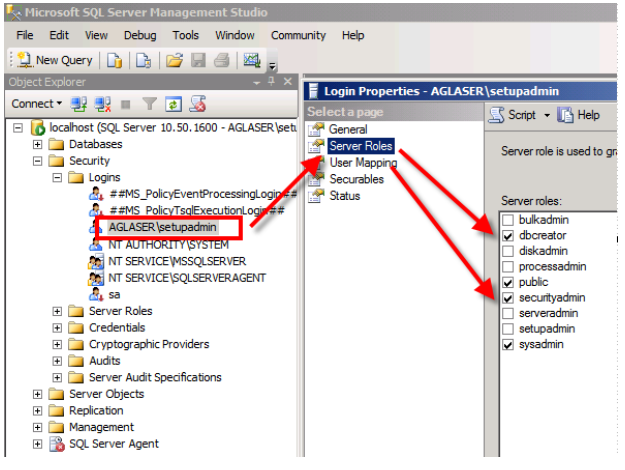 Microsoft SQL Server Management Studio
File Edit View Debug Tools Window Community Help
New Query
Object Explorer
Connect
localhost (SQL Server 10.50.1600 - AGLASER\setu
Databases
Security
Logins
##MS_PolicyEventProcessingLogin##
##MS_PolicyTsqlExecutionLogin##
AGLASER\setupadmin
NT AUTHORITY\SYSTEM
NT SERVICE\MSSQLSERVER
NT SERVICE\SQLSERVERAGENT
sa
Server Roles
Credentials
Cryptographic Providers
Audits
Server Audit Specifications
Server Objects
Replication
Management
SQL Server Agent
Login Properties - AGLASER\setupadmin
Select a page
General
Server Roles
User Mapping
Securables
Status
Script Help
Server role is used to gra
Server roles:
bulkadmin
dbcreator
diskadmin
processadmin
public
securityadmin
serveradmin
setupadmin
sysadmin